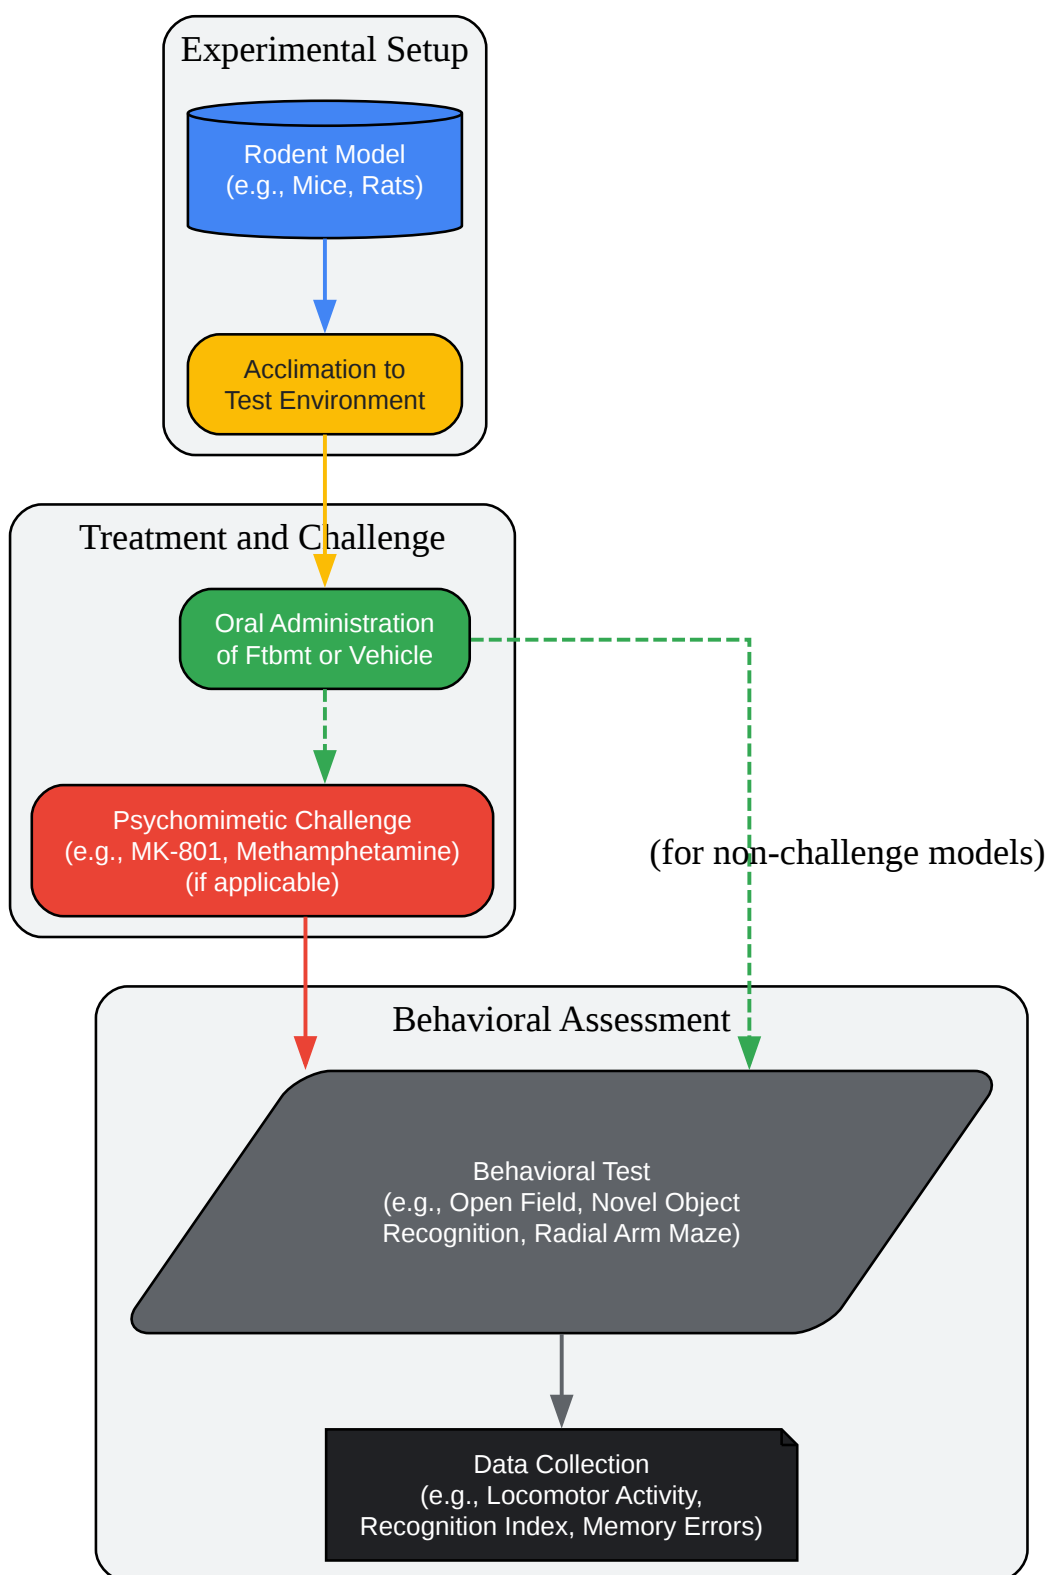 Experimental Setup
Rodent Model
(e.g., Mice, Rats)
Acclimation to
Test Environment
Treatment and Challenge
Oral Administration
of Ftbmt or Vehicle
Psychomimetic Challenge
(e.g., MK-801, Methamphetamine)
(if applicable)
(for non-challenge models)
Behavioral Assessment
Behavioral Test
(e.g., Open Field, Novel Object
Recognition, Radial Arm Maze)
Data Collection
(e.g., Locomotor Activity,
Recognition Index, Memory Errors)